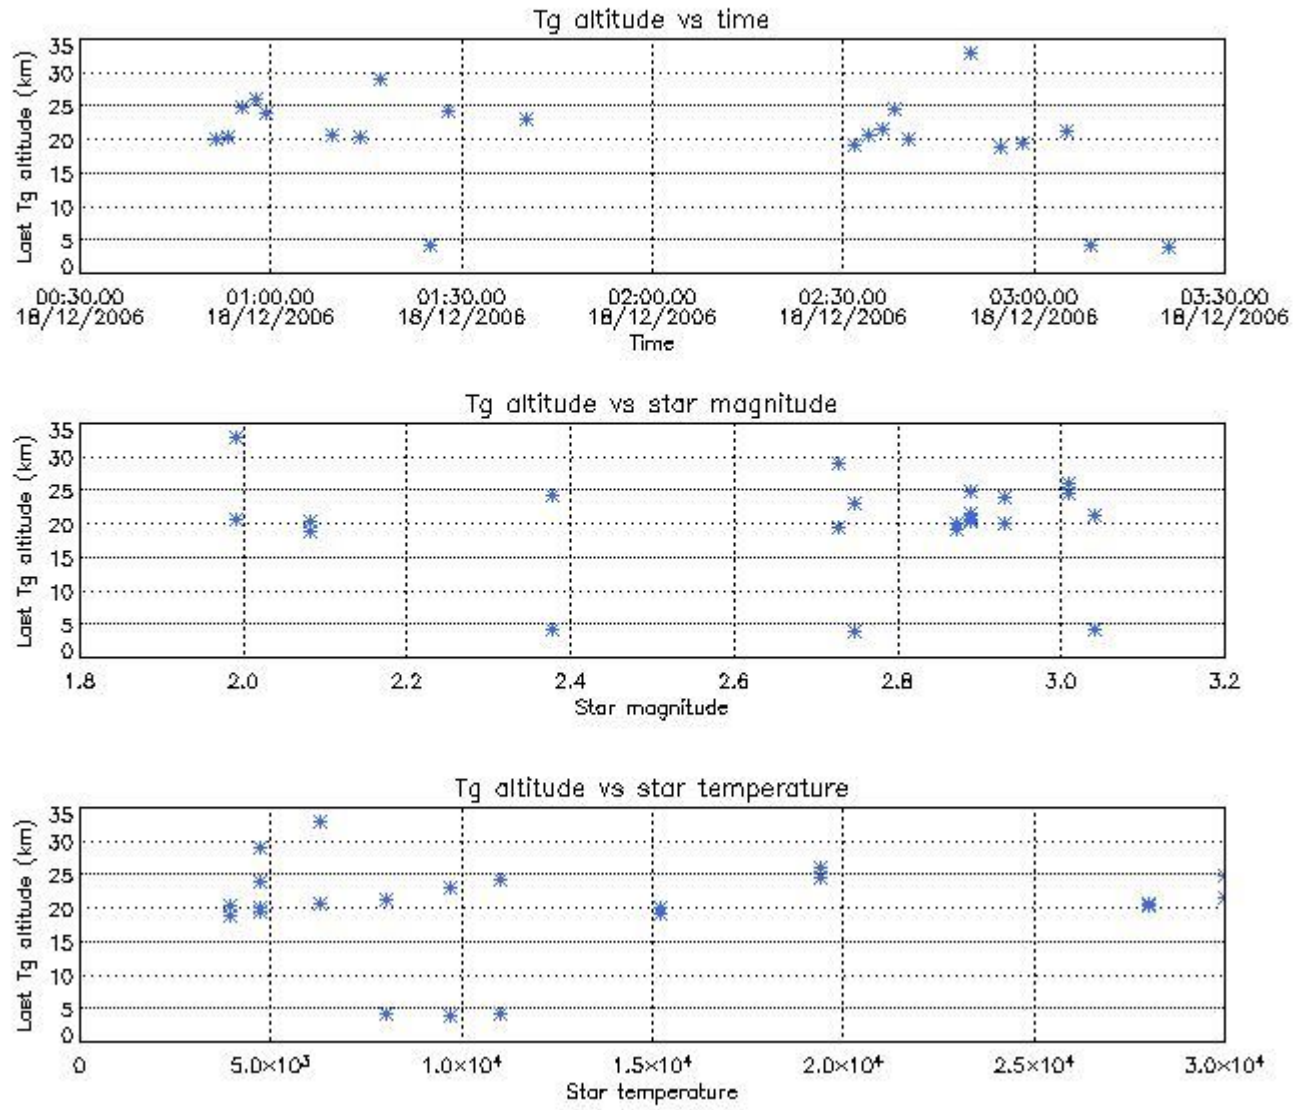 Tg altitude vs time
Last Tg altitude (km)
35
30
25
20
15
10
5
0
00:30.00 01:00.00 01:30.00 02:00.00 02:30.00 03:00.00 03:30.00
18/12/2006 18/12/2006 18/12/2006 18/12/2006 18/12/2006 18/12/2006 18/12/2006
Time
Tg altitude vs star magnitude
Last Tg altitude (km)
35
30
25
20
15
10
5
0
1.8 2.0 2.2 2.4 2.6 2.8 3.0 3.2
Star magnitude
Tg altitude vs star temperature
Last Tg altitude (km)
35
30
25
20
15
10
5
0
0 5.0×10³ 1.0×10⁴ 1.5×10⁴ 2.0×10⁴ 2.5×10⁴ 3.0×10⁴
Star temperature